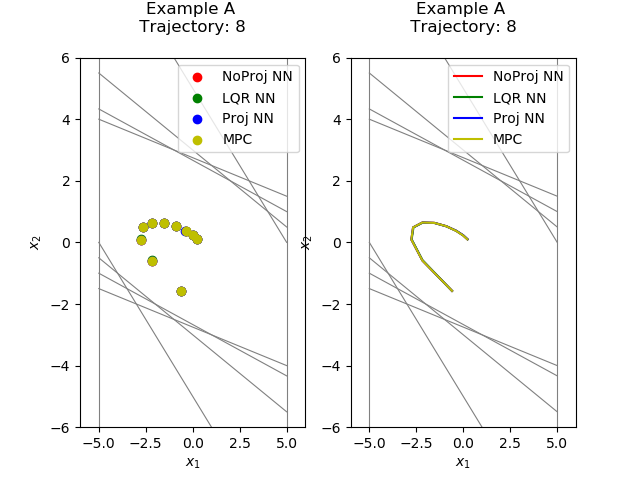 Example A
Trajectory: 8
NoProj NN
LQR NN
Proj NN
MPC
x₂
6
4
2
0
−2
−4
−6
−5.0 −2.5 0.0 2.5 5.0
x₁
Example A
Trajectory: 8
NoProj NN
LQR NN
Proj NN
MPC
x₂
6
4
2
0
−2
−4
−6
−5.0 −2.5 0.0 2.5 5.0
x₁